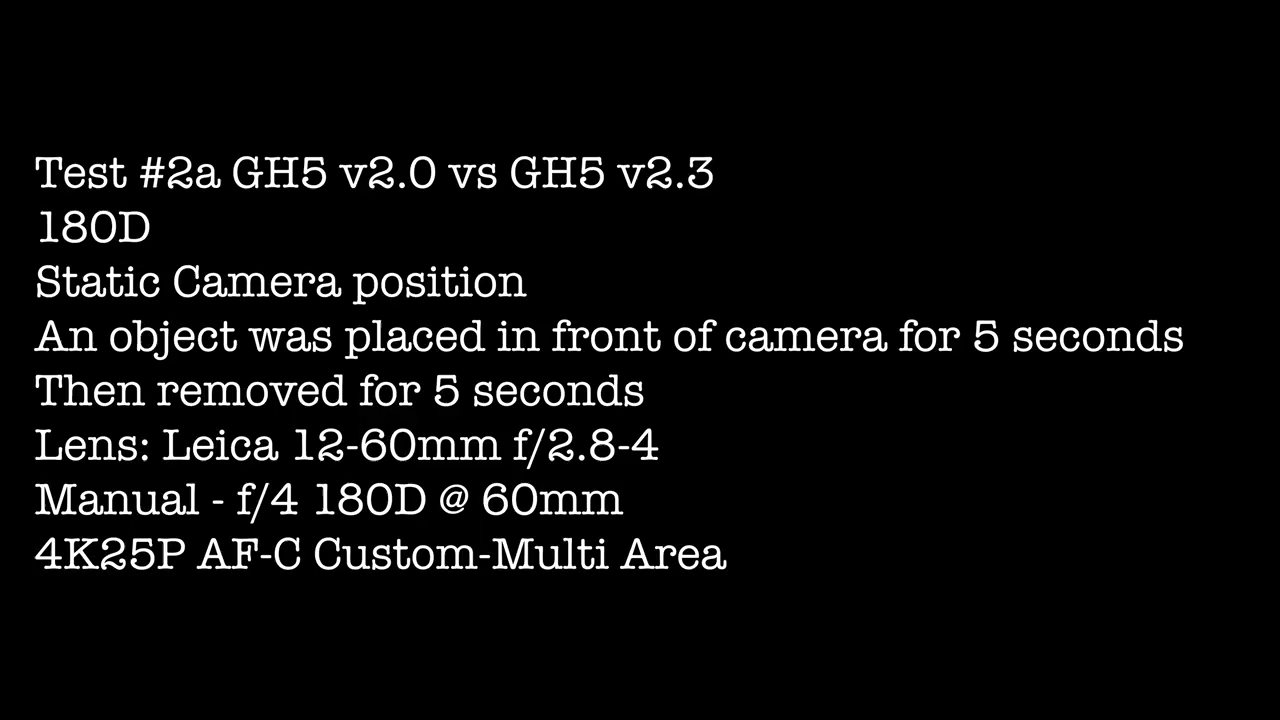 Test #2a GH5 v2.0 vs GH5 v2.3
180D
Static Camera position
An object was placed in front of camera for 5 seconds
Then removed for 5 seconds
Lens: Leica 12-60mm f/2.8-4
Manual - f/4 180D @ 60mm
4K25P AF-C Custom-Multi Area